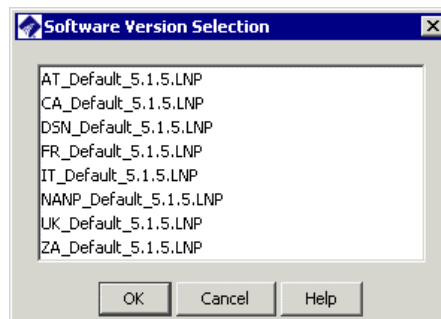 Software Version Selection
AT_Default_5.1.5.LNP
CA_Default_5.1.5.LNP
DSN_Default_5.1.5.LNP
FR_Default_5.1.5.LNP
IT_Default_5.1.5.LNP
NANP_Default_5.1.5.LNP
UK_Default_5.1.5.LNP
ZA_Default_5.1.5.LNP
OK Cancel Help